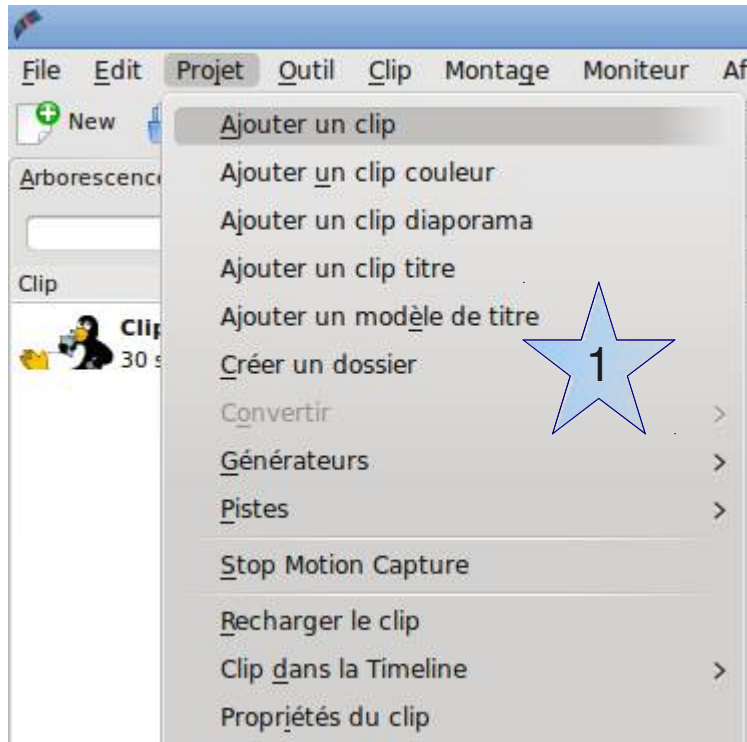 File Edit Projet Outil Clip Montage Moniteur Af
New
Ajouter un clip
Arborescence
Ajouter un clip couleur
Ajouter un clip diaporama
Clip
Ajouter un clip titre
Ajouter un modèle de titre
Clip
30 s
1
Créer un dossier
Convertir
Générateurs
Pistes
Stop Motion Capture
Recharger le clip
Clip dans la Timeline
Propriétés du clip